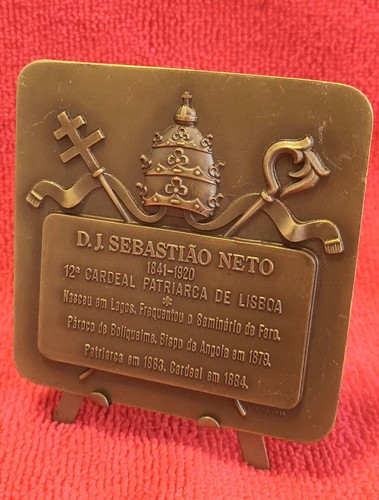 D. J. SEBASTIÃO NETO
1841-1920
12º CARDEAL PATRIARCA DE LISBOA
*
Nasceu em Lagos. Frequentou o Seminário de Faro.
Pároco de Boliqueime. Bispo de Angola em 1879.
Patriarca em 1883. Cardeal em 1884.